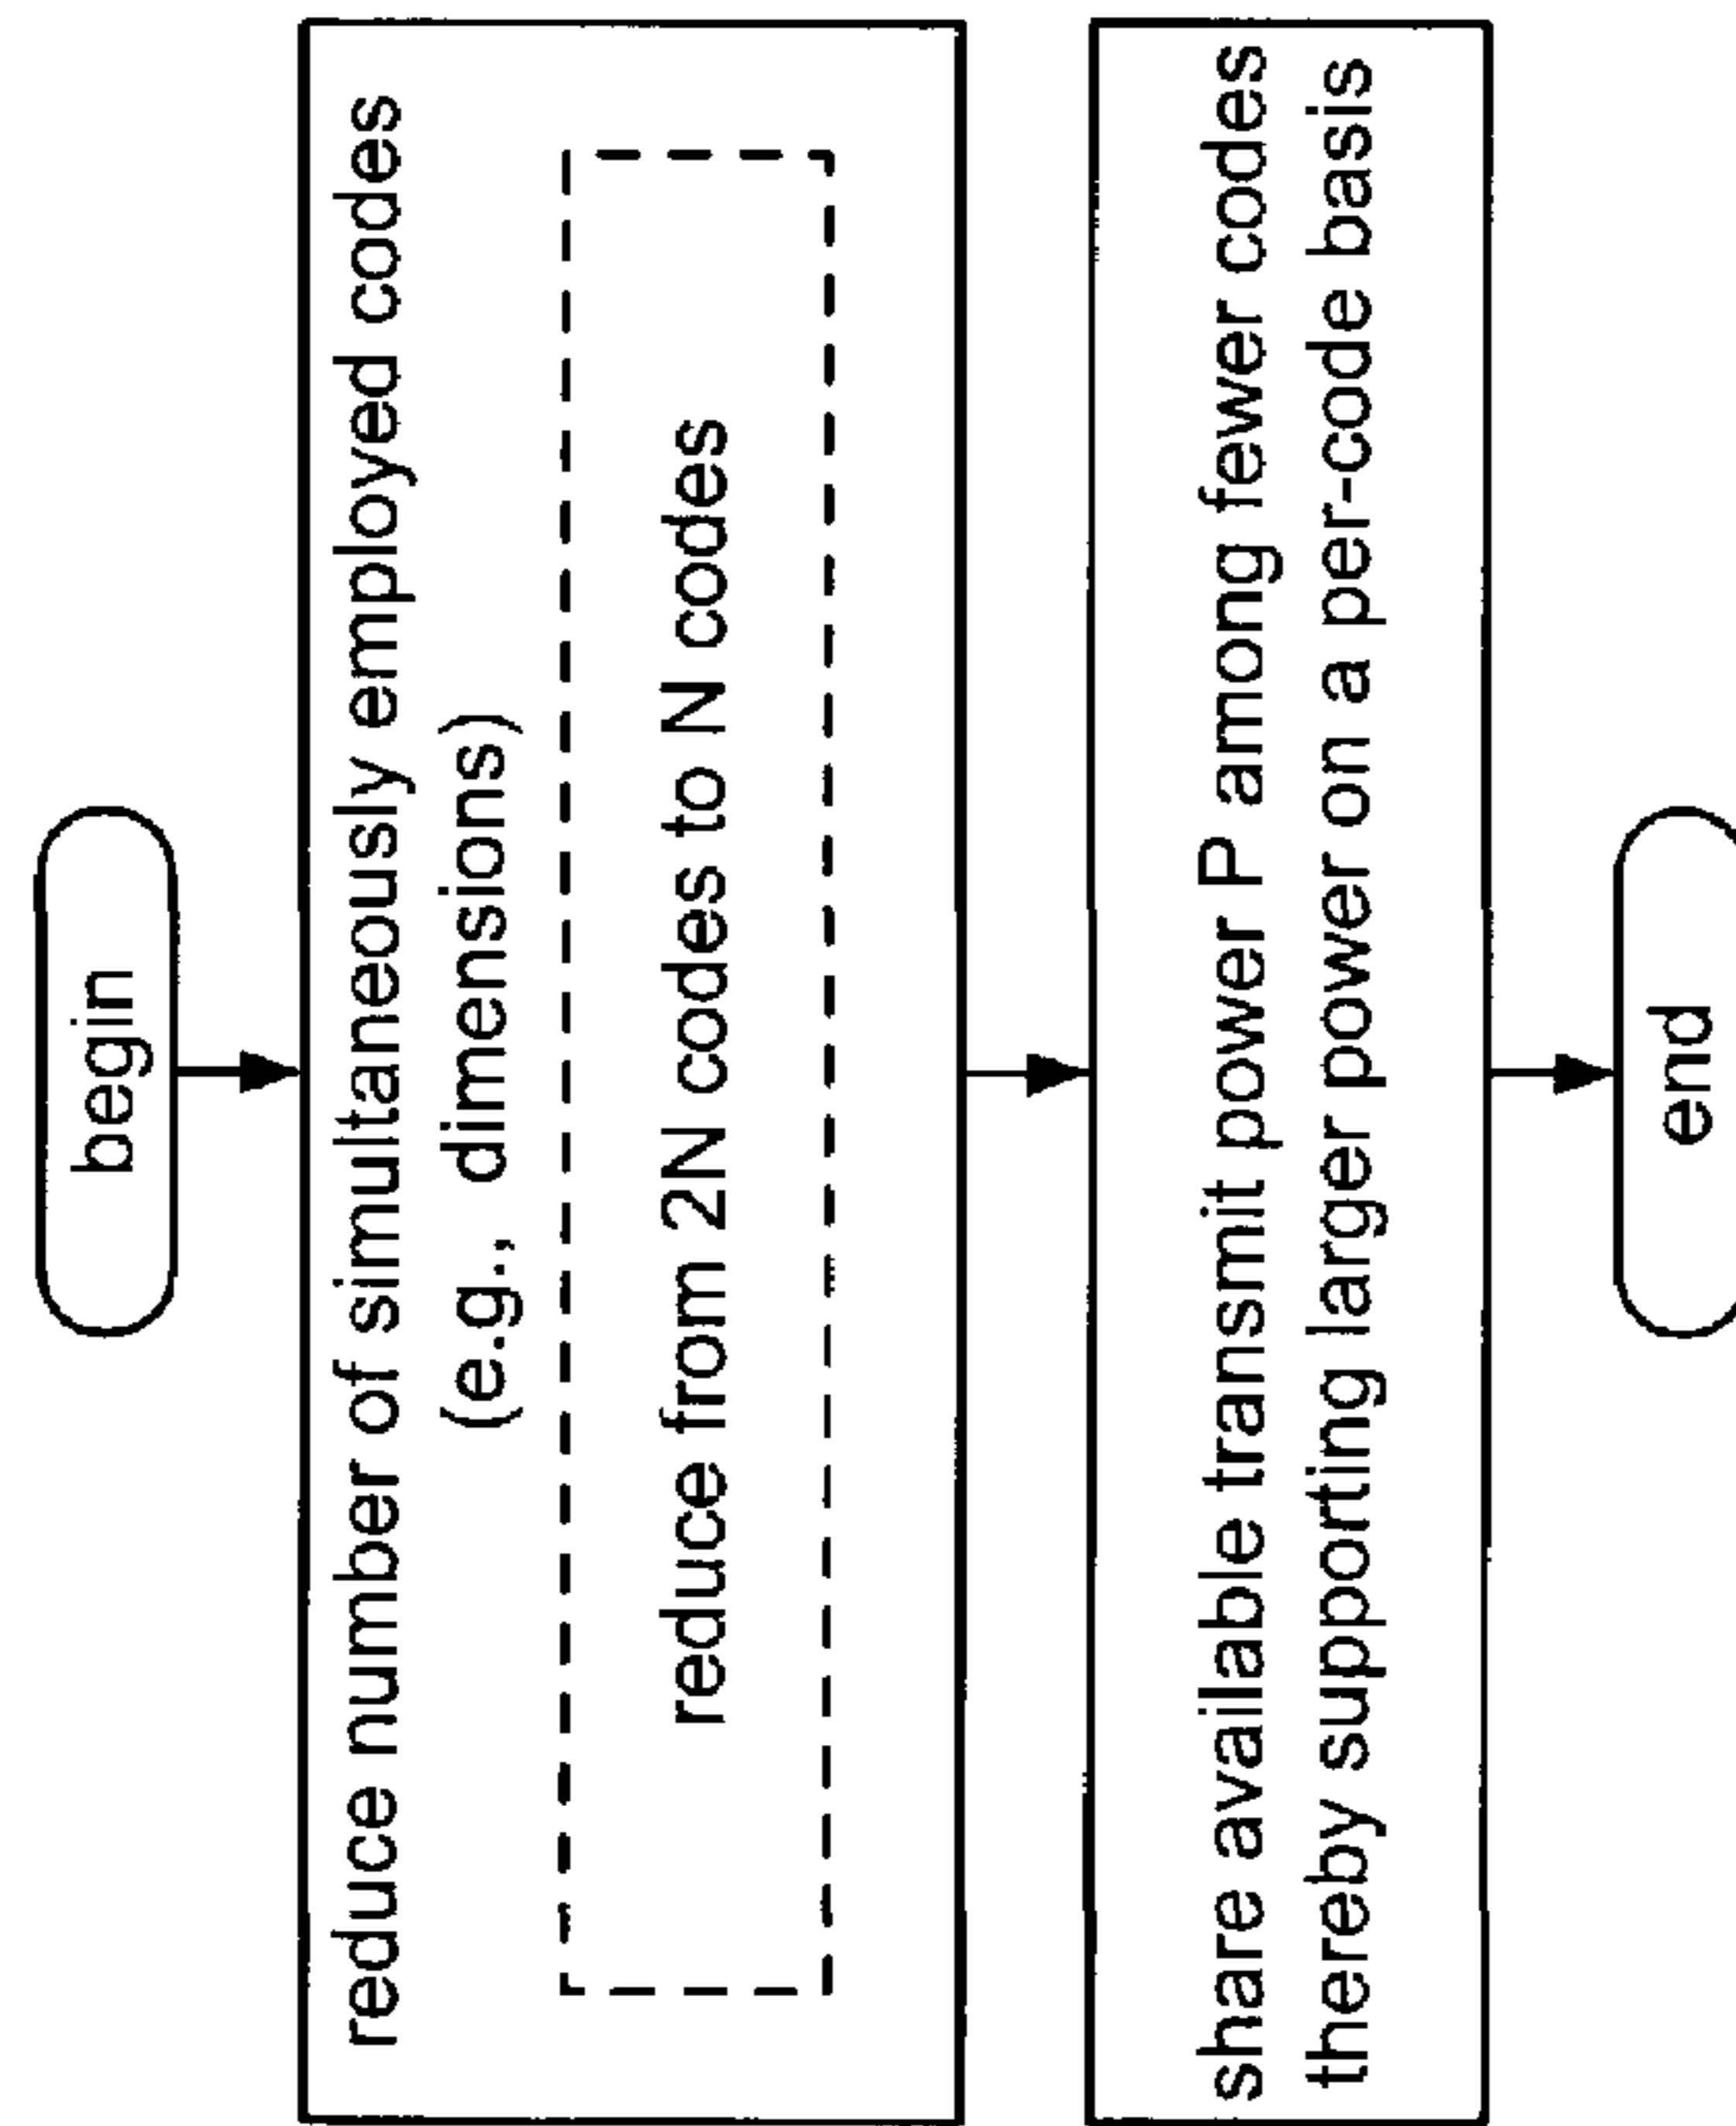 begin
reduce number of simultaneously employed codes
(e.g., dimensions)
reduce from 2N codes to N codes
share available transmit power P among fewer codes
thereby supporting larger power on a per-code basis
end